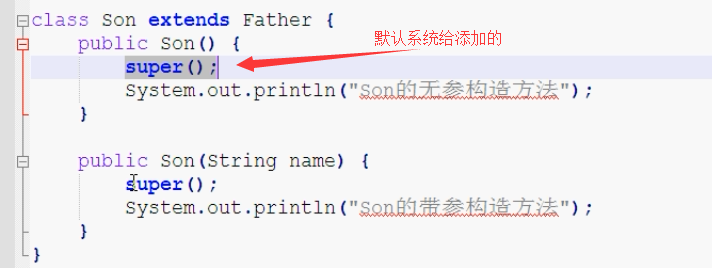 class Son extends Father {
public Son() {
默认系统给添加的
super();
System.out.println("Son的无参构造方法");
}
public Son(String name) {
super();
System.out.println("Son的带参构造方法");
}
}